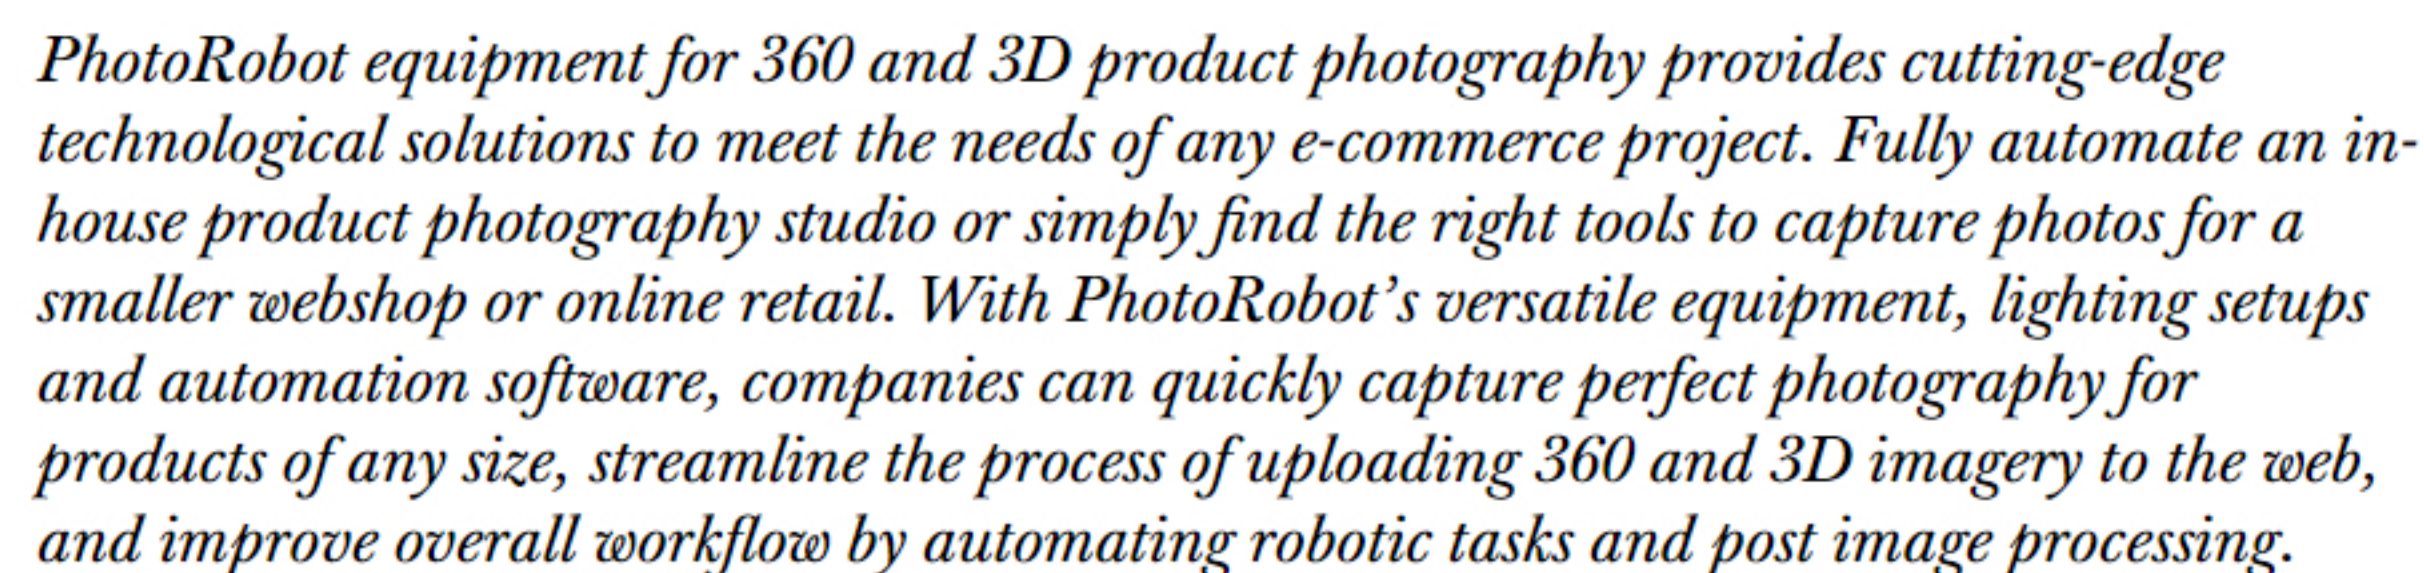 PhotoRobot equipment for 360 and 3D product photography provides cutting-edge
technological solutions to meet the needs of any e-commerce project. Fully automate an in-
house product photography studio or simply find the right tools to capture photos for a
smaller webshop or online retail. With PhotoRobot’s versatile equipment, lighting setups
and automation software, companies can quickly capture perfect photography for
products of any size, streamline the process of uploading 360 and 3D imagery to the web,
and improve overall workflow by automating robotic tasks and post image processing.